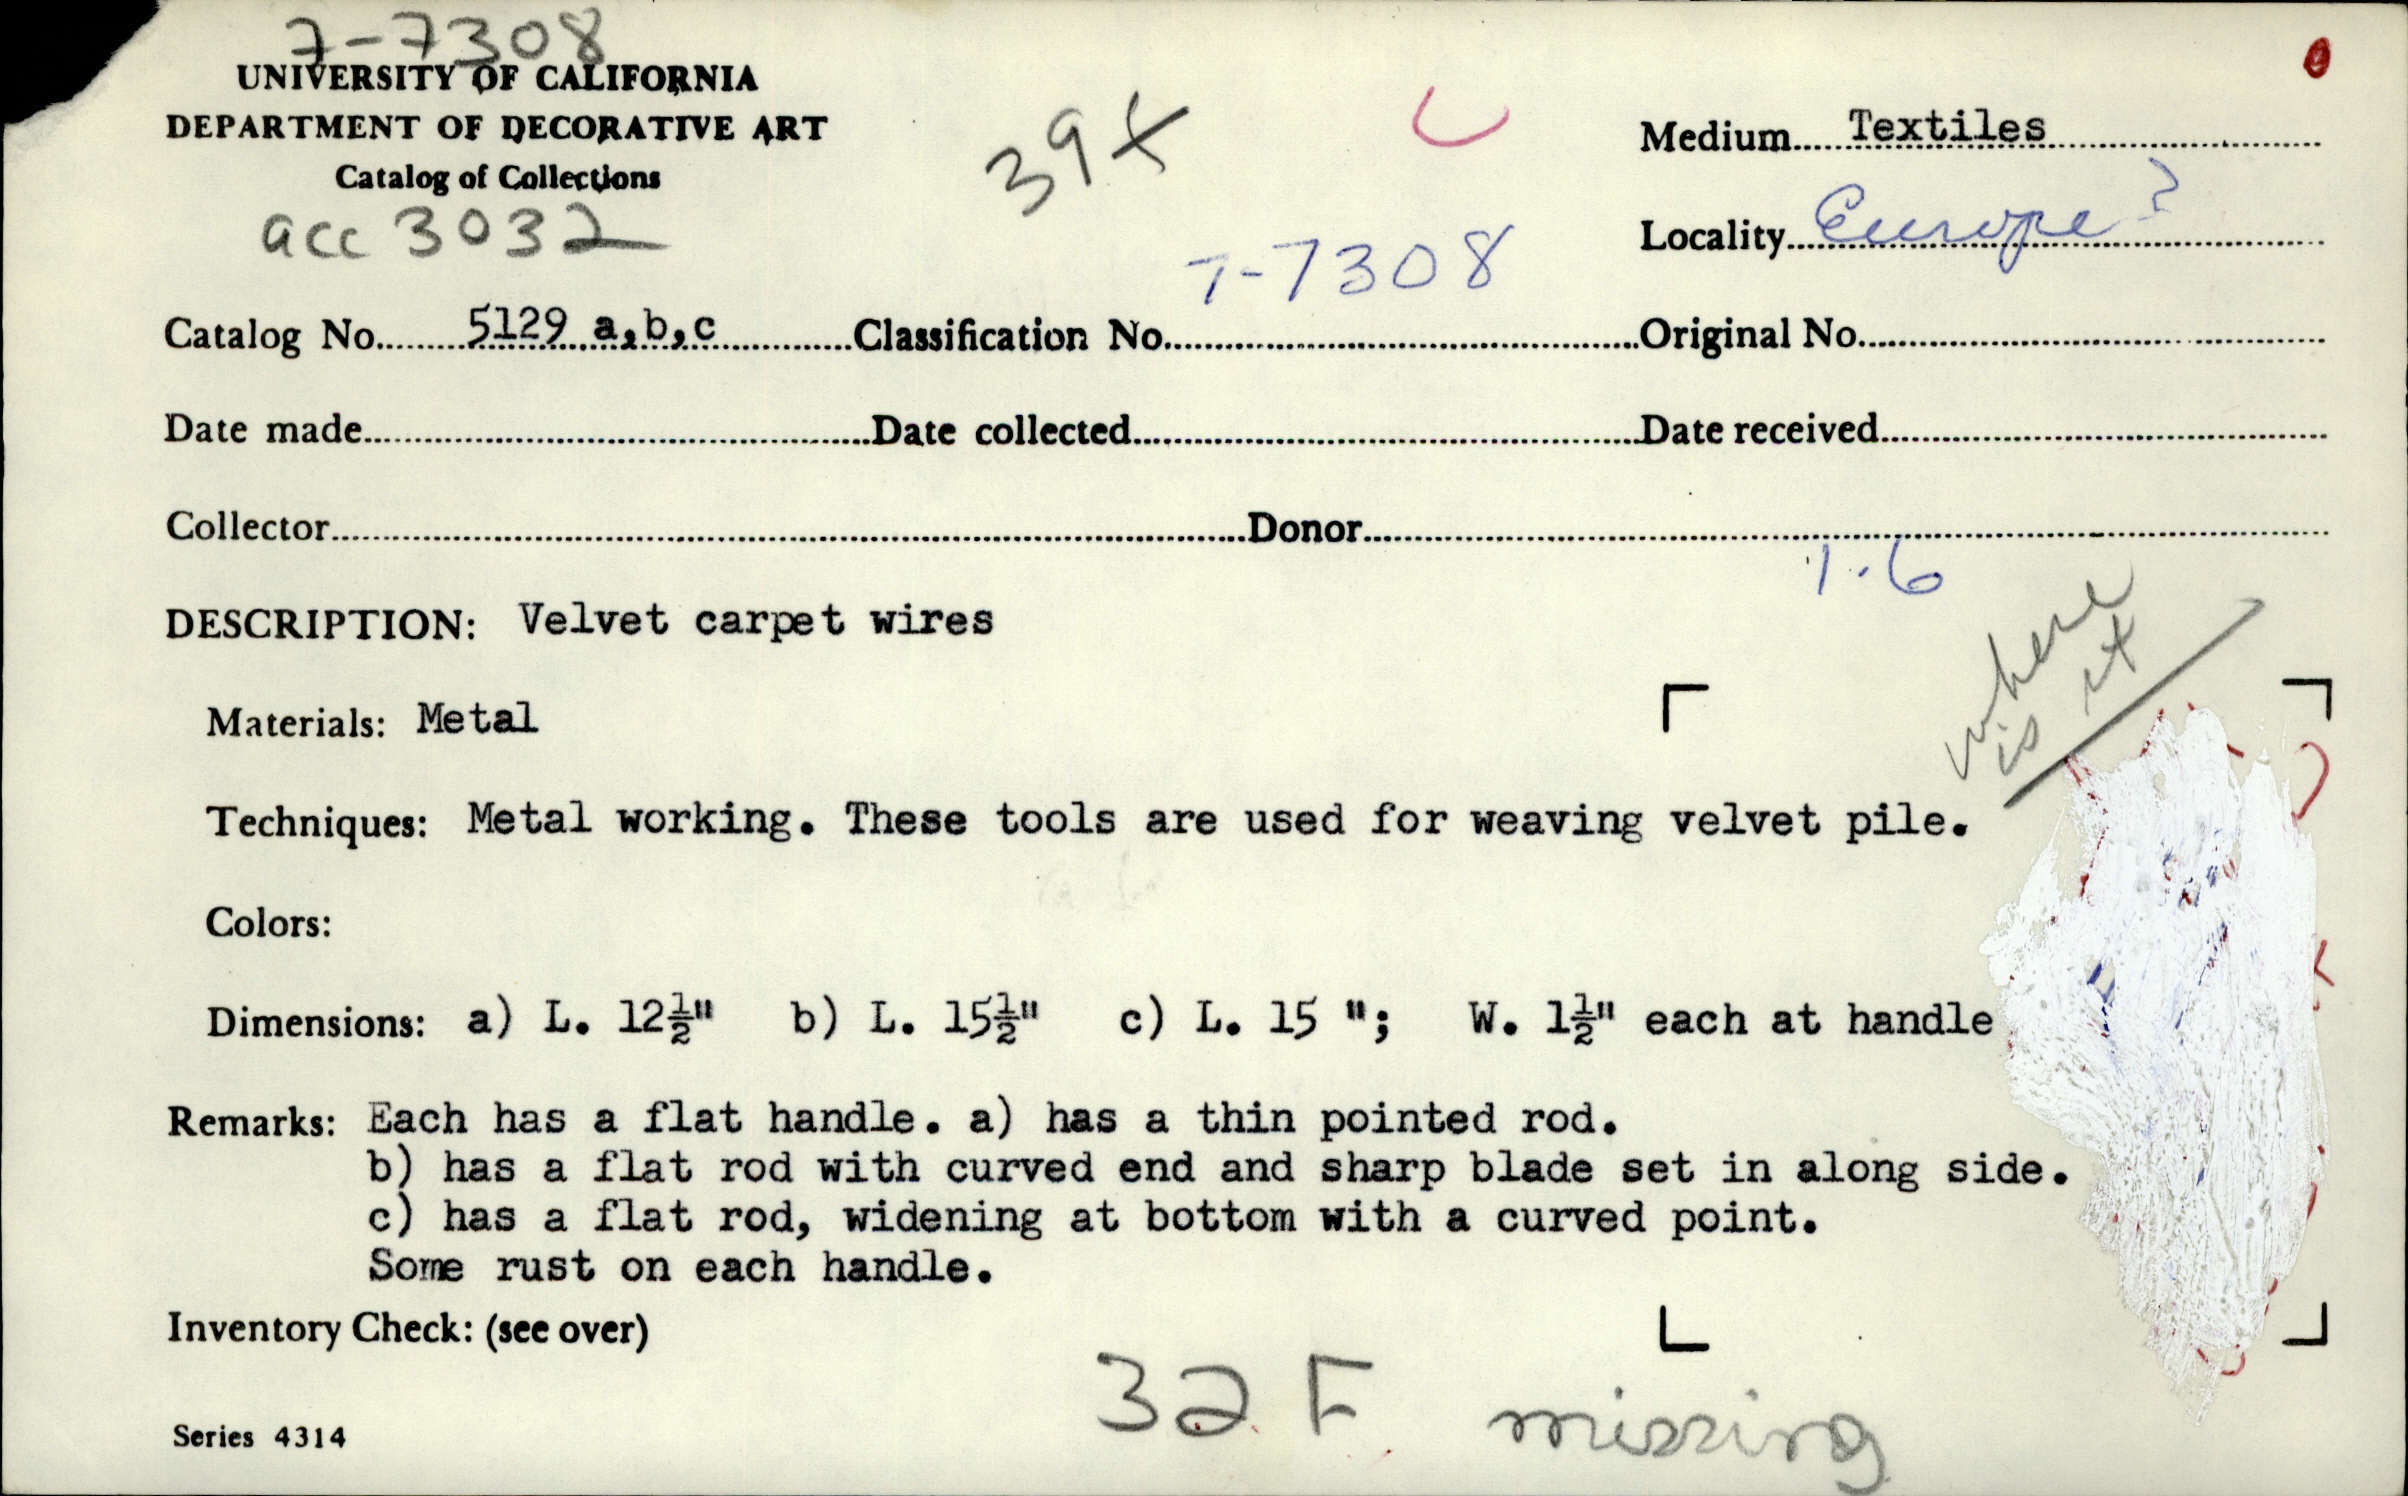 7-7308
UNIVERSITY OF CALIFORNIA
DEPARTMENT OF DECORATIVE ART
Catalog of Collections
acc 3032
39X
Medium Textiles
Locality Europe ?
7-7308
Catalog No. 5129 a,b,c Classification No. Original No.
Date made Date collected Date received
Collector Donor
1.6
where
is it
DESCRIPTION: Velvet carpet wires
Materials: Metal
Techniques: Metal working. These tools are used for weaving velvet pile.
Colors:
Dimensions: a) L. 12½" b) L. 15½" c) L. 15 "; W. 1½" each at handle
Remarks: Each has a flat handle. a) has a thin pointed rod.
b) has a flat rod with curved end and sharp blade set in along side.
c) has a flat rod, widening at bottom with a curved point.
Some rust on each handle.
Inventory Check: (see over)
32 F missing
Series 4314